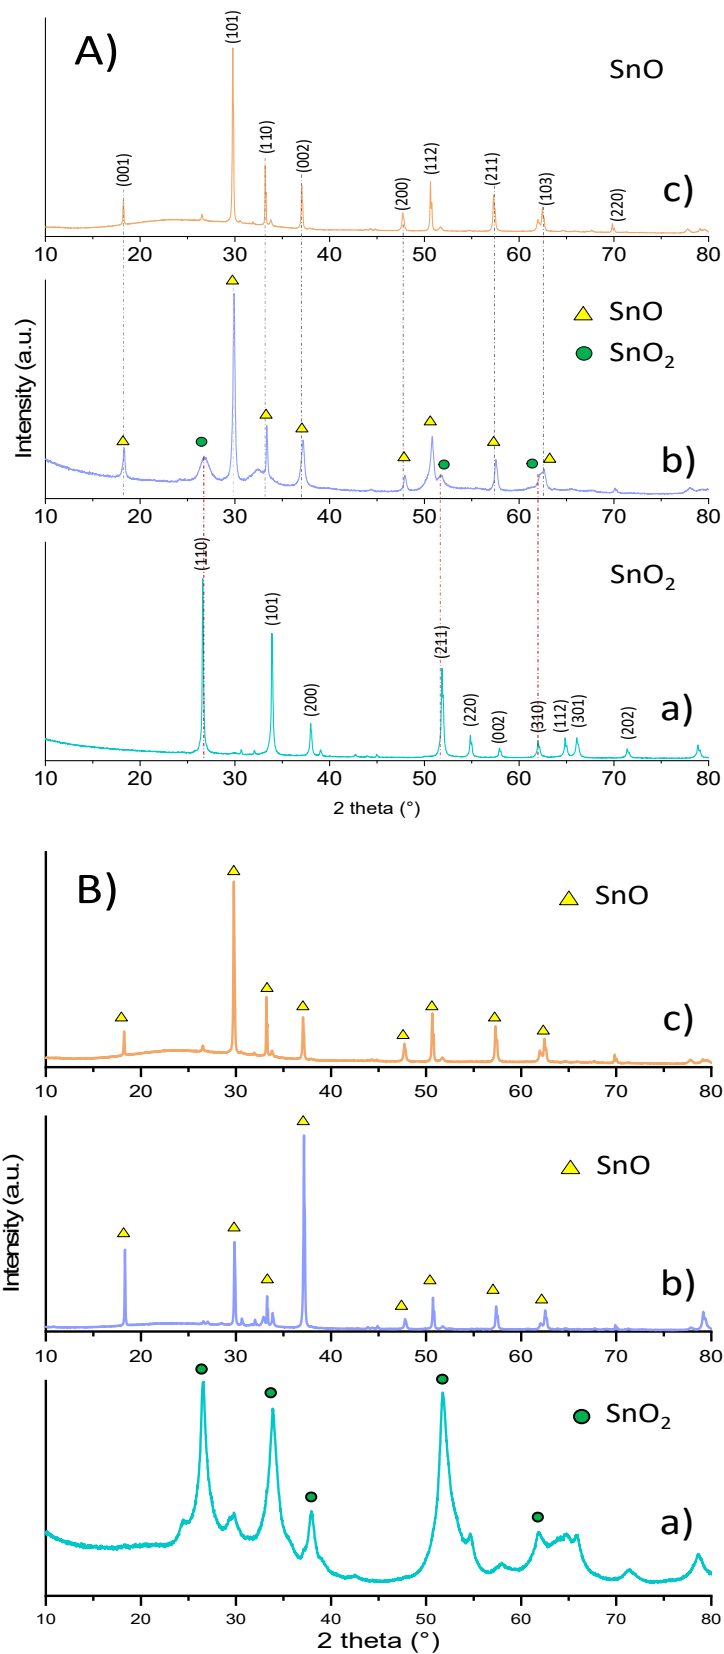 A)
SnO
(001)
(101)
(110)
(002)
(200)
(112)
(211)
(103)
(220)
c)
10 20 30 40 50 60 70 80
Intensity (a.u.)
SnO
SnO₂
b)
10 20 30 40 50 60 70 80
SnO₂
(110)
(101)
(200)
(211)
(220)
(002)
(310)
(112)
(301)
(202)
a)
10 20 30 40 50 60 70 80
2 theta (°)
B)
SnO
c)
10 20 30 40 50 60 70 80
Intensity (a.u.)
SnO
b)
10 20 30 40 50 60 70 80
SnO₂
a)
10 20 30 40 50 60 70 80
2 theta (°)